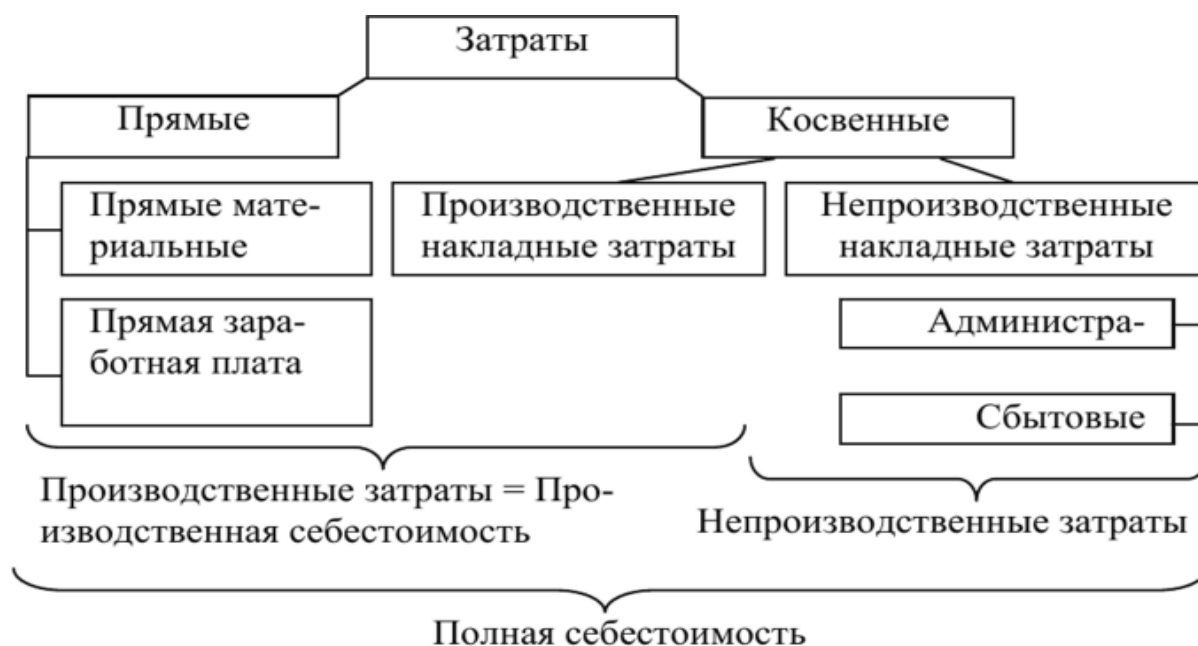 Затраты
Прямые
Косвенные
Прямые мате-
риальные
Производственные
накладные затраты
Непроизводственные
накладные затраты
Прямая зара-
ботная плата
Администра-
Сбытовые
Производственные затраты = Про-
изводственная себестоимость
Непроизводственные затраты
Полная себестоимость